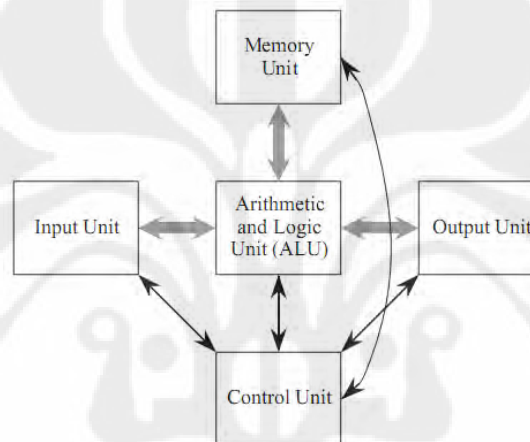 Memory
Unit
Input Unit
Arithmetic
and Logic
Unit (ALU)
Output Unit
Control Unit